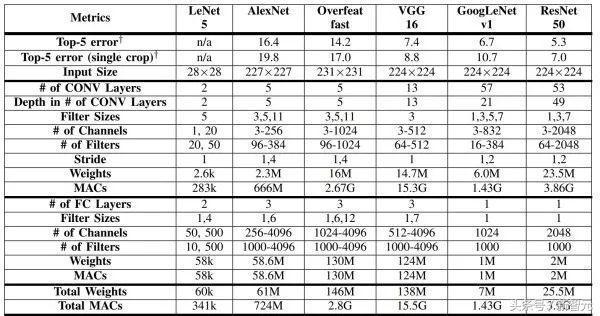 Metrics LeNet 5 AlexNet Overfeat fast VGG 16 GoogLeNet v1 ResNet 50
Top-5 error† n/a 16.4 14.2 7.4 6.7 5.3
Top-5 error (single crop)† n/a 19.8 17.0 8.8 10.7 7.0
Input Size 28×28 227×227 231×231 224×224 224×224 224×224
# of CONV Layers 2 5 5 13 57 53
Depth in # of CONV Layers 2 5 5 13 21 49
Filter Sizes 5 3,5,11 3,5,11 3 1,3,5,7 1,3,7
# of Channels 1, 20 3-256 3-1024 3-512 3-832 3-2048
# of Filters 20, 50 96-384 96-1024 64-512 16-384 64-2048
Stride 1 1,4 1,4 1 1,2 1,2
Weights 2.6k 2.3M 16M 14.7M 6.0M 23.5M
MACs 283k 666M 2.67G 15.3G 1.43G 3.86G
# of FC Layers 2 3 3 3 1 1
Filter Sizes 1,4 1,6 1,6,12 1,7 1 1
# of Channels 50, 500 256-4096 1024-4096 512-4096 1024 2048
# of Filters 10, 500 1000-4096 1000-4096 1000-4096 1000 1000
Weights 58k 58.6M 130M 124M 1M 2M
MACs 58k 58.6M 130M 124M 1M 2M
Total Weights 60k 61M 146M 138M 7M 25.5M
Total MACs 341k 724M 2.8G 15.5G 1.43G
头条号